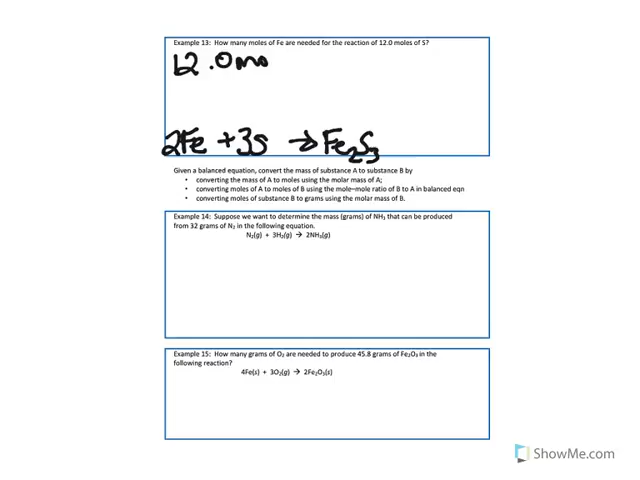 Example 13: How many moles of Fe are needed for the reaction of 12.0 moles of S?
12.0mo
2Fe +3S → Fe₂S₃
Given a balanced equation, convert the mass of substance A to substance B by
• converting the mass of A to moles using the molar mass of A;
• converting moles of A to moles of B using the mole–mole ratio of B to A in balanced eqn
• converting moles of substance B to grams using the molar mass of B.
Example 14: Suppose we want to determine the mass (grams) of NH₃ that can be produced
from 32 grams of N₂ in the following equation.
N₂(g) + 3H₂(g) → 2NH₃(g)
Example 15: How many grams of O₂ are needed to produce 45.8 grams of Fe₂O₃ in the
following reaction?
4Fe(s) + 3O₂(g) → 2Fe₂O₃(s)
ShowMe.com